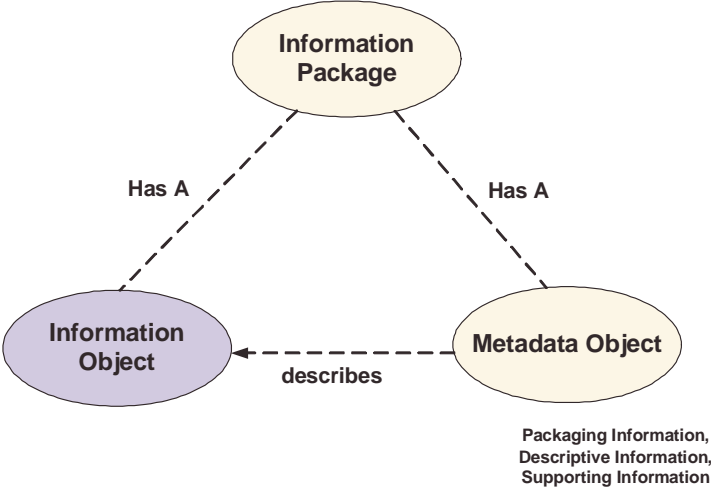 Information
Package
Has A
Has A
Information
Object
Metadata Object
describes
Packaging Information,
Descriptive Information,
Supporting Information